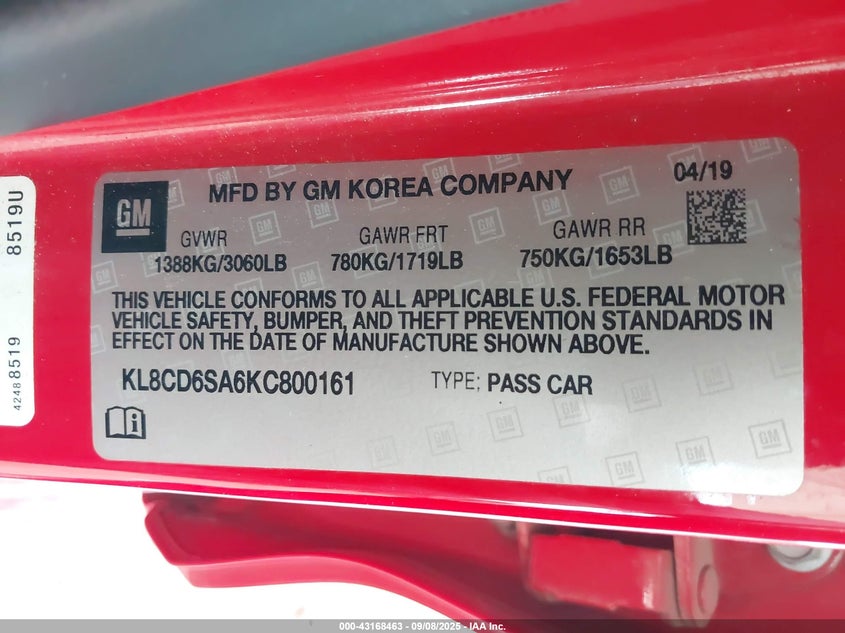 GM
MFD BY GM KOREA COMPANY
04/19
GVWR
GAWR FRT
GAWR RR
1388KG/3060LB
780KG/1719LB
750KG/1653LB
THIS VEHICLE CONFORMS TO ALL APPLICABLE U.S. FEDERAL MOTOR
VEHICLE SAFETY, BUMPER, AND THEFT PREVENTION STANDARDS IN
EFFECT ON THE DATE OF MANUFACTURE SHOWN ABOVE.
KL8CD6SA6KC800161
TYPE: PASS CAR
8519U
42488519
000-43168463 - 09/08/2025 - IAA Inc.